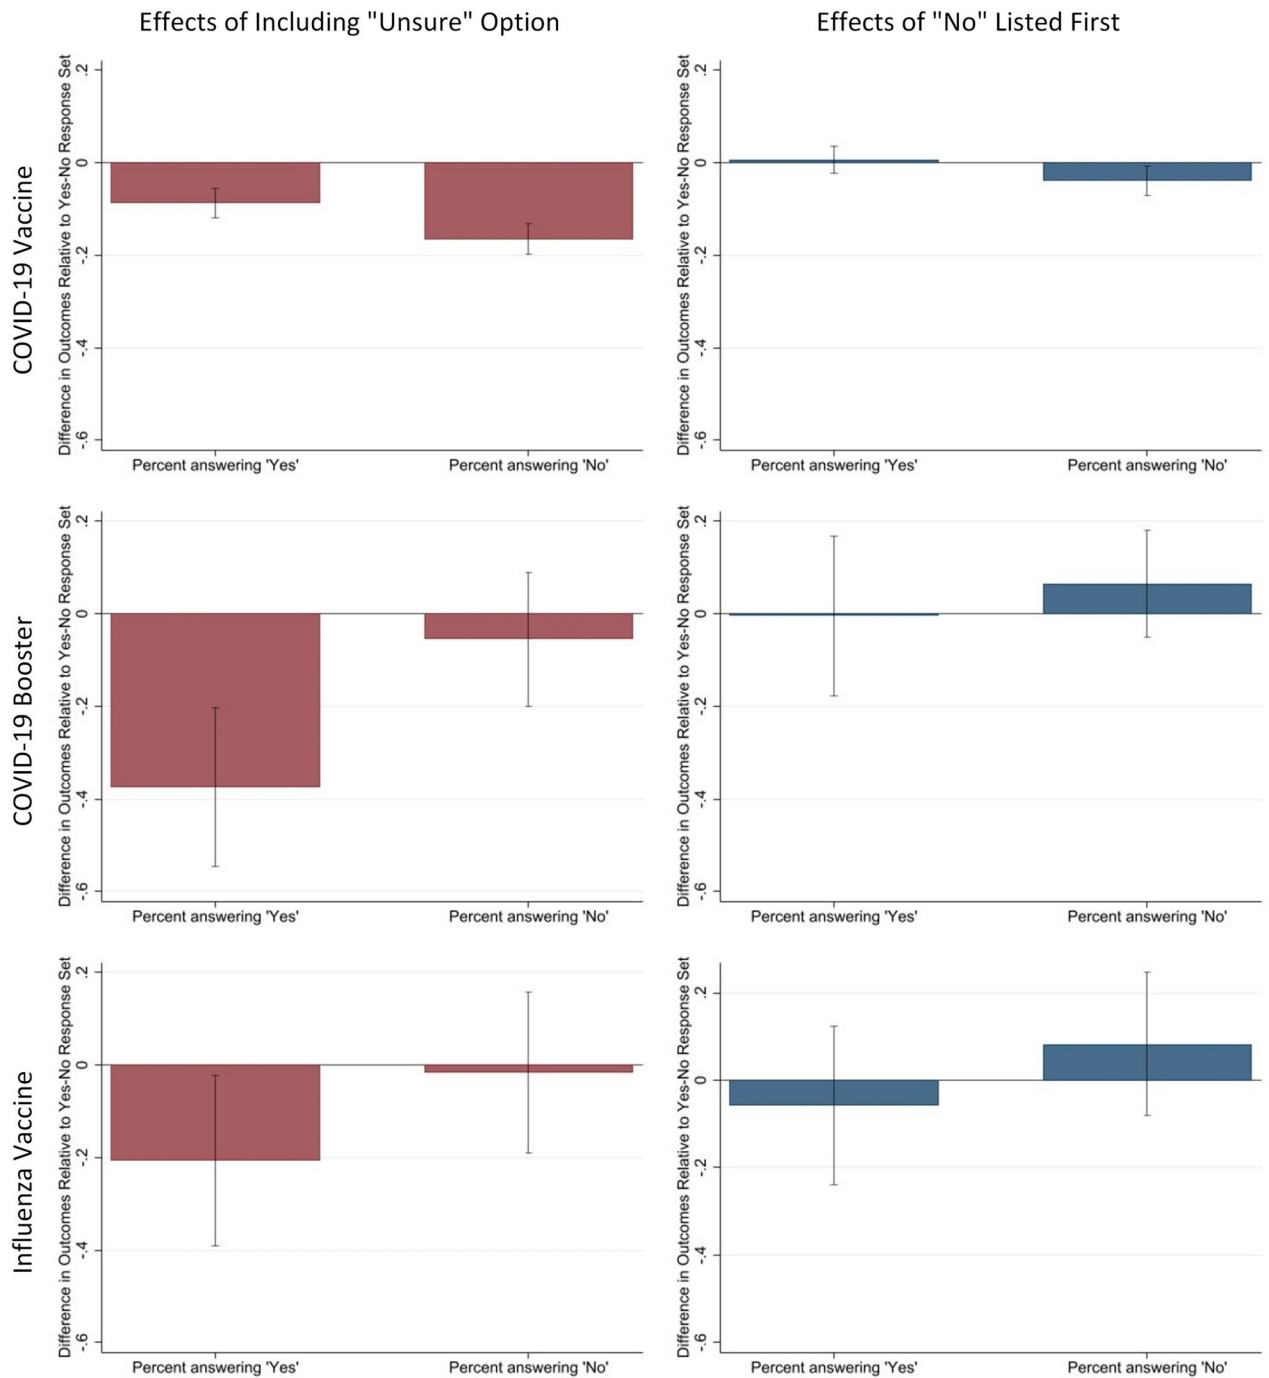 Effects of Including "Unsure" Option
Effects of "No" Listed First
COVID-19 Vaccine
Difference in Outcomes Relative to Yes-No Response Set
.2
0
-.2
-.4
-.6
Percent answering 'Yes'
Percent answering 'No'
Difference in Outcomes Relative to Yes-No Response Set
.2
0
-.2
-.4
-.6
Percent answering 'Yes'
Percent answering 'No'
COVID-19 Booster
Difference in Outcomes Relative to Yes-No Response Set
.2
0
-.2
-.4
-.6
Percent answering 'Yes'
Percent answering 'No'
Difference in Outcomes Relative to Yes-No Response Set
.2
0
-.2
-.4
-.6
Percent answering 'Yes'
Percent answering 'No'
Influenza Vaccine
Difference in Outcomes Relative to Yes-No Response Set
.2
0
-.2
-.4
-.6
Percent answering 'Yes'
Percent answering 'No'
Difference in Outcomes Relative to Yes-No Response Set
.2
0
-.2
-.4
-.6
Percent answering 'Yes'
Percent answering 'No'